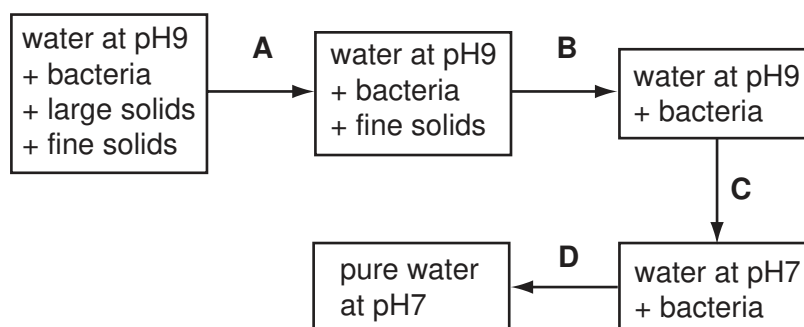 water at pH9
+ bacteria
+ large solids
+ fine solids
A
water at pH9
+ bacteria
+ fine solids
B
water at pH9
+ bacteria
C
water at pH7
+ bacteria
D
pure water
at pH7